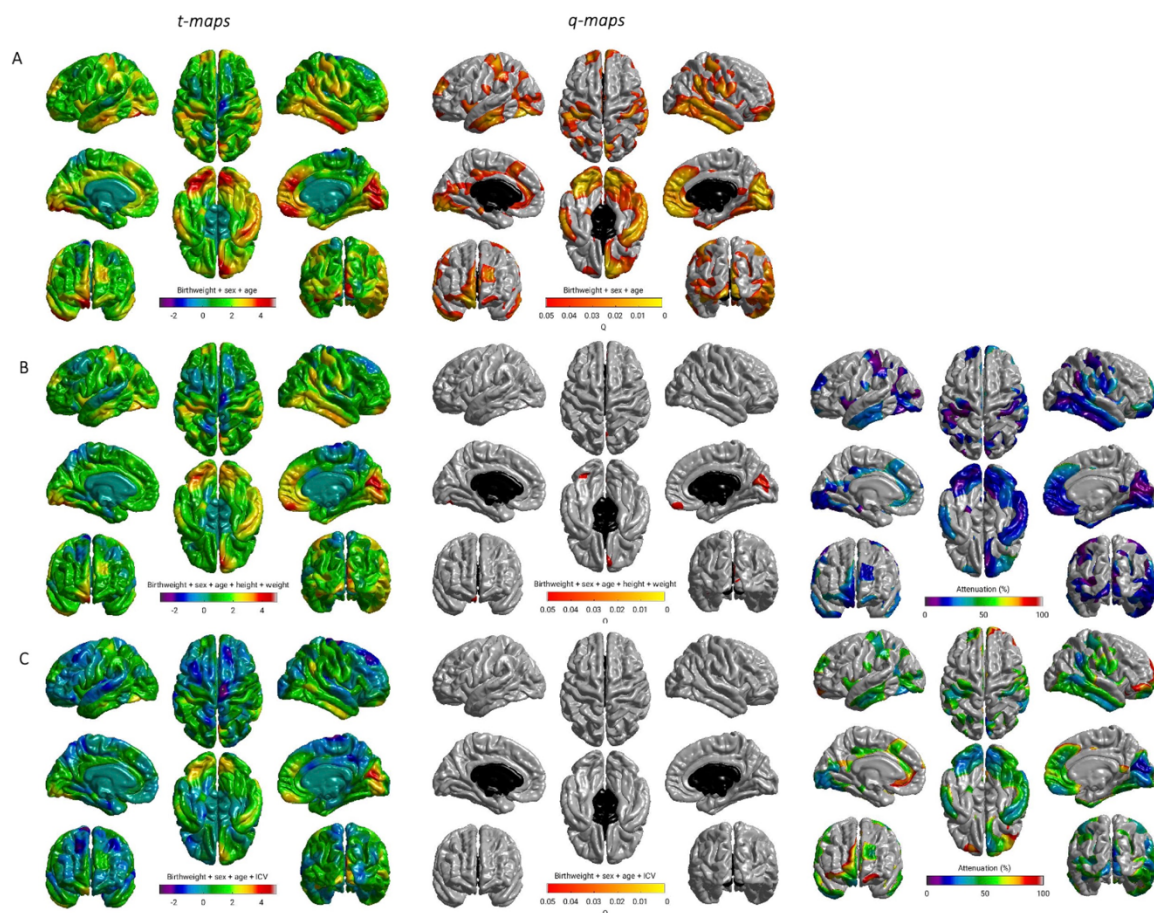 t-maps
q-maps
A
Birthweight + sex + age
-2 0 2 4
Birthweight + sex + age
0.05 0.04 0.03 0.02 0.01 0
Q
B
Birthweight + sex + age + height + weight
-2 0 2 4
Birthweight + sex + age + height + weight
0.05 0.04 0.03 0.02 0.01 0
Attenuation (%)
0 50 100
C
Birthweight + sex + age + ICV
-2 0 2 4
Birthweight + sex + age + ICV
0.05 0.04 0.03 0.02 0.01 0
Attenuation (%)
0 50 100